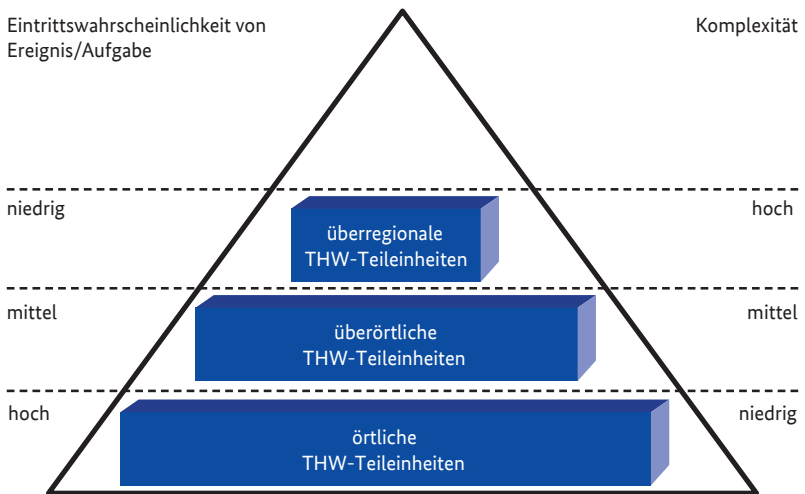 Eintrittswahrscheinlichkeit von
Ereignis/Aufgabe
Komplexität
niedrig
hoch
überregionale
THW-Teileinheiten
mittel
mittel
überörtliche
THW-Teileinheiten
hoch
niedrig
örtliche
THW-Teileinheiten